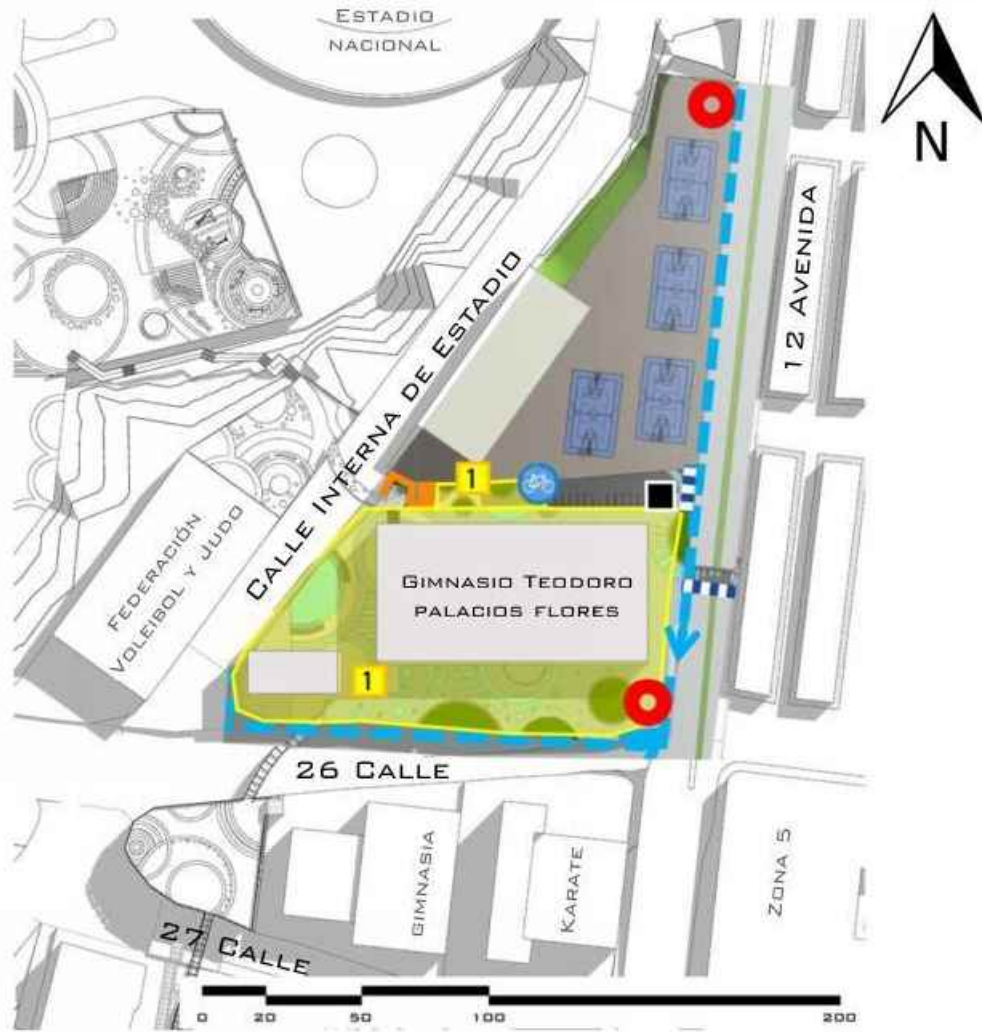 ESTADIO
NACIONAL
N
12 AVENIDA
CALLE INTERNA DE ESTADIO
1
FEDERACIÓN
VOLEIBOL Y JUDO
GIMNASIO TEODORO
PALACIOS FLORES
1
26 CALLE
GIMNASIA
KARATE
ZONA 5
27 CALLE
0 20 50 100 200